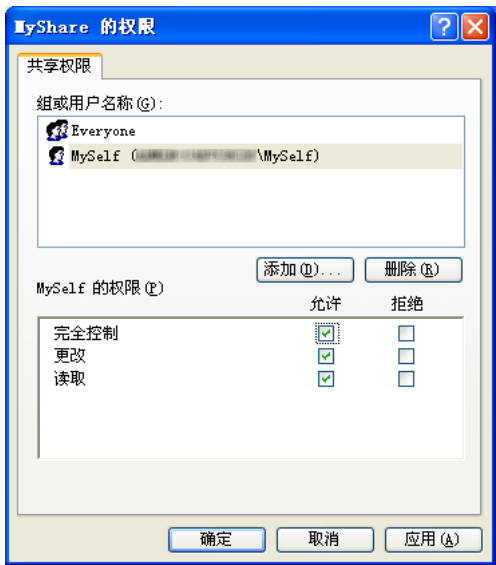 MyShare 的权限
共享权限
组或用户名称(G):
Everyone
MySelf (\MySelf)
添加(D)... 删除(R)
MySelf 的权限(P)
允许 拒绝
完全控制
更改
读取
确定 取消 应用(A)